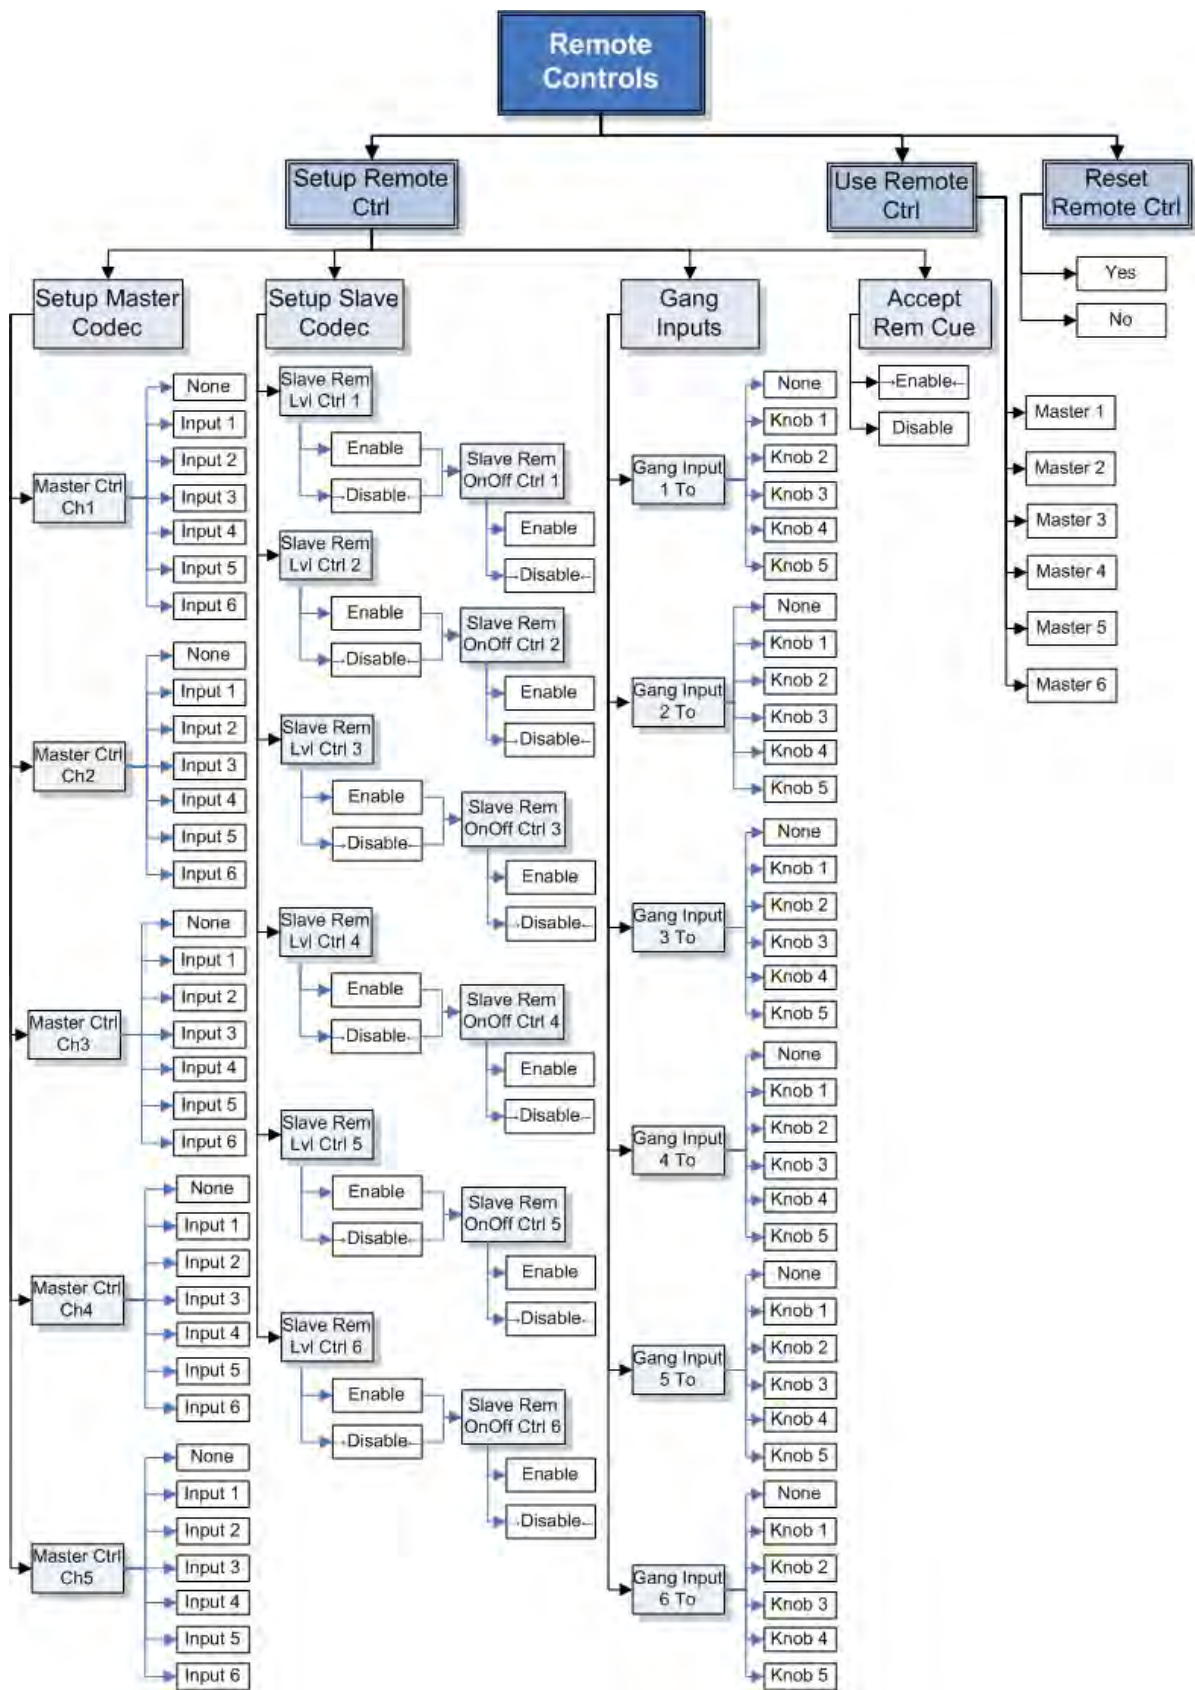 Remote
Controls
Setup Remote
Ctrl
Use Remote
Ctrl
Reset
Remote Ctrl
Yes
No
Master 1
Master 2
Master 3
Master 4
Master 5
Master 6
Setup Master
Codec
Setup Slave
Codec
Gang
Inputs
Accept
Rem Cue
→Enable←
Disable
Master Ctrl
Ch1
None
Input 1
Input 2
Input 3
Input 4
Input 5
Input 6
Master Ctrl
Ch2
None
Input 1
Input 2
Input 3
Input 4
Input 5
Input 6
Master Ctrl
Ch3
None
Input 1
Input 2
Input 3
Input 4
Input 5
Input 6
Master Ctrl
Ch4
None
Input 1
Input 2
Input 3
Input 4
Input 5
Input 6
Master Ctrl
Ch5
None
Input 1
Input 2
Input 3
Input 4
Input 5
Input 6
Slave Rem
Lvl Ctrl 1
Enable
→Disable←
Slave Rem
OnOff Ctrl 1
Enable
→Disable←
Slave Rem
Lvl Ctrl 2
Enable
→Disable←
Slave Rem
OnOff Ctrl 2
Enable
→Disable←
Slave Rem
Lvl Ctrl 3
Enable
→Disable←
Slave Rem
OnOff Ctrl 3
Enable
→Disable←
Slave Rem
Lvl Ctrl 4
Enable
→Disable←
Slave Rem
OnOff Ctrl 4
Enable
→Disable←
Slave Rem
Lvl Ctrl 5
Enable
→Disable←
Slave Rem
OnOff Ctrl 5
Enable
→Disable←
Slave Rem
Lvl Ctrl 6
Enable
→Disable←
Slave Rem
OnOff Ctrl 6
Enable
→Disable←
Gang Input
1 To
None
Knob 1
Knob 2
Knob 3
Knob 4
Knob 5
Gang Input
2 To
None
Knob 1
Knob 2
Knob 3
Knob 4
Knob 5
Gang Input
3 To
None
Knob 1
Knob 2
Knob 3
Knob 4
Knob 5
Gang Input
4 To
None
Knob 1
Knob 2
Knob 3
Knob 4
Knob 5
Gang Input
5 To
None
Knob 1
Knob 2
Knob 3
Knob 4
Knob 5
Gang Input
6 To
None
Knob 1
Knob 2
Knob 3
Knob 4
Knob 5